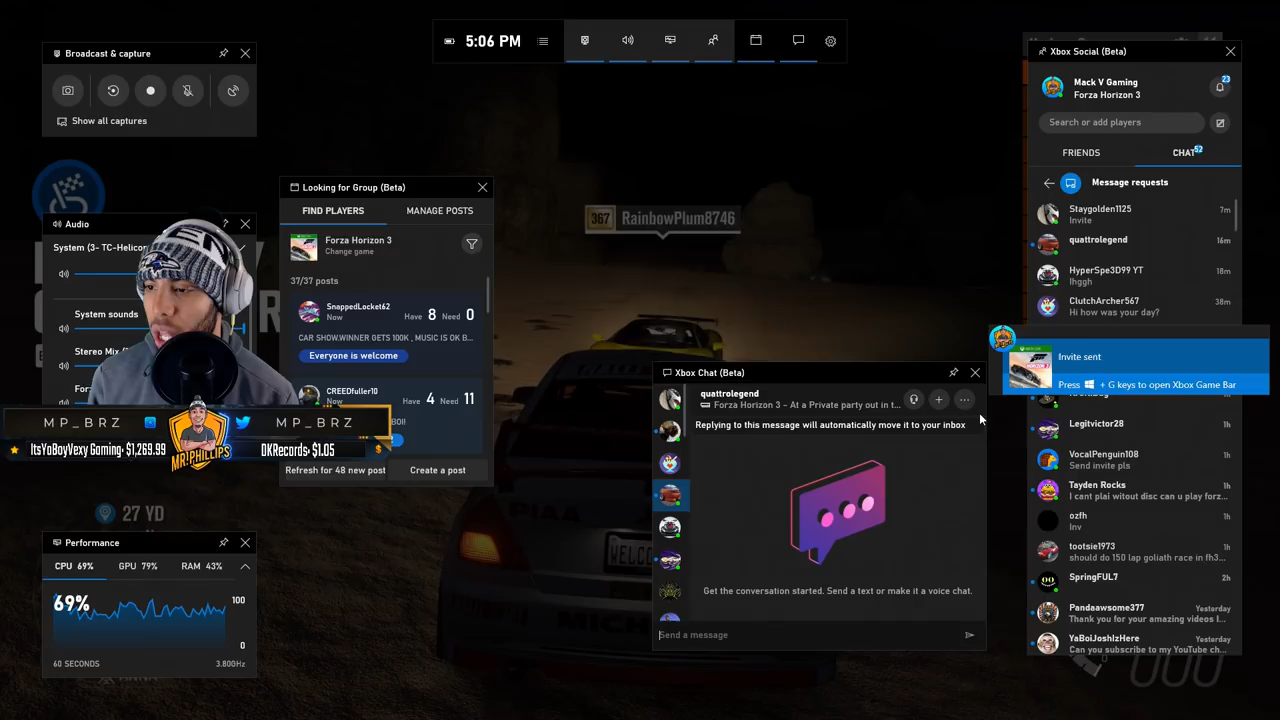 5:06 PM
Broadcast & capture
Show all captures
Audio
System (3- TC-Helicon
System sounds
Stereo Mix (
MP_BRZ
MP_BRZ
ItsYoBoyVexy Gaming: $1,269.99
DKRecords: $1.05
MR.PHILLIPS
$
27 YD
Performance
CPU 69%
GPU 79%
RAM 43%
69%
100
0
60 SECONDS
3.80GHz
Looking for Group (Beta)
FIND PLAYERS
MANAGE POSTS
Forza Horizon 3
Change game
37/37 posts
SnappedLocket62
Now
Have 8 Need 0
CAR SHOW.WINNER GETS 100K , MUSIC IS OK B...
Everyone is welcome
CREEDfuller10
Now
Have 4 Need 11
Refresh for 48 new post
Create a post
367 RainbowPlum8746
WELCO
Xbox Chat (Beta)
quattrolegend
Forza Horizon 3 – At a Private party out in t...
Replying to this message will automatically move it to your inbox
Get the conversation started. Send a text or make it a voice chat.
Send a message
Xbox Social (Beta)
Mack V Gaming
Forza Horizon 3
23
Search or add players
FRIENDS
CHAT 52
Message requests
Staygolden1125
7m
Invite
quattrolegend
16m
HyperSpe3D99 YT
18m
Ihggh
ClutchArcher567
38m
Hi how was your day?
Invite sent
Press + G keys to open Xbox Game Bar
Legitvictor28
1h
VocalPenguin108
1h
Send invite pls
Tayden Rocks
1h
I cant plai witout disc can u play forz...
ozfh
1h
Inv
tootsie1973
1h
should do 150 lap goliath race in fh3...
SpringFUL7
2h
Pandaawsome377
Yesterday
Thank you for your amazing videos I...
YaBoiJoshIzHere
Yesterday
Can you subscribe to my YouTube ch...